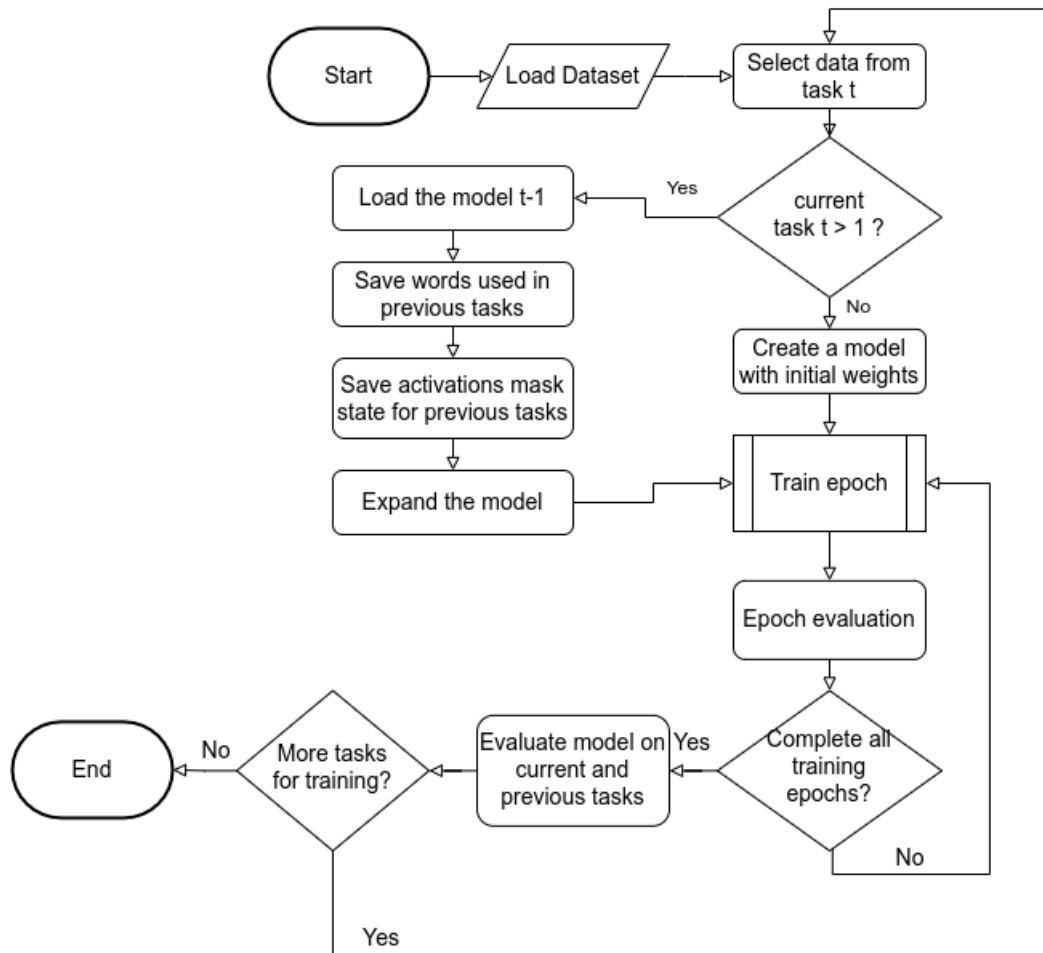 Start
Load Dataset
Select data from
task t
current
task t > 1 ?
Yes
Load the model t-1
Save words used in
previous tasks
Save activations mask
state for previous tasks
Expand the model
No
Create a model
with initial weights
Train epoch
Epoch evaluation
Complete all
training
epochs?
No
Yes
Evaluate model on
current and
previous tasks
More tasks
for training?
No
End
Yes